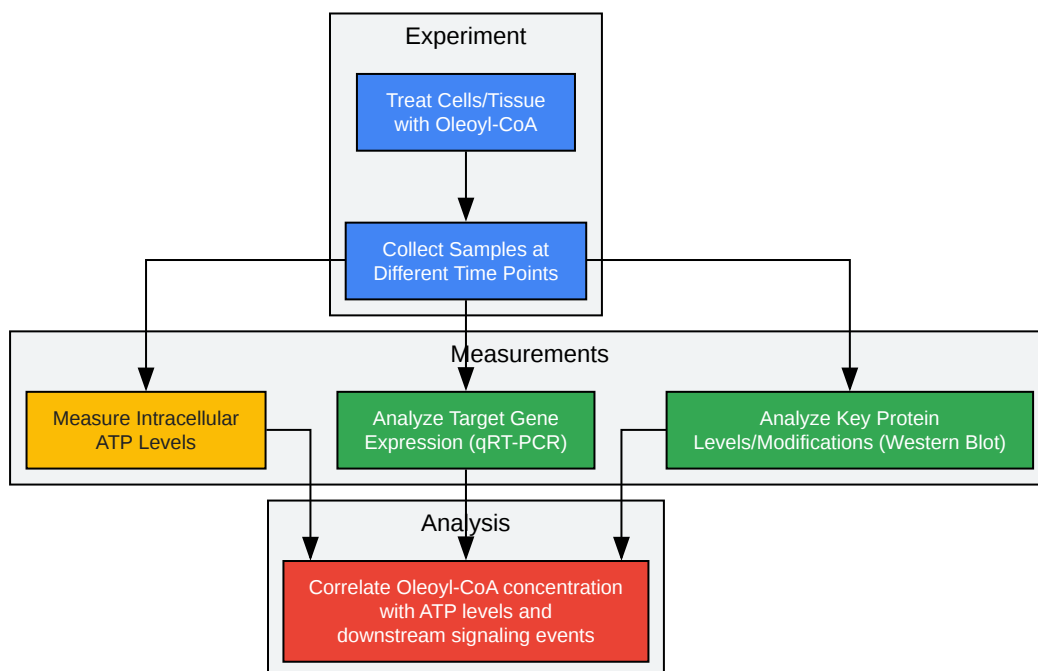 Experiment
Treat Cells/Tissue
with Oleoyl-CoA
Collect Samples at
Different Time Points
Measurements
Measure Intracellular
ATP Levels
Analyze Target Gene
Expression (qRT-PCR)
Analyze Key Protein
Levels/Modifications (Western Blot)
Analysis
Correlate Oleoyl-CoA concentration
with ATP levels and
downstream signaling events